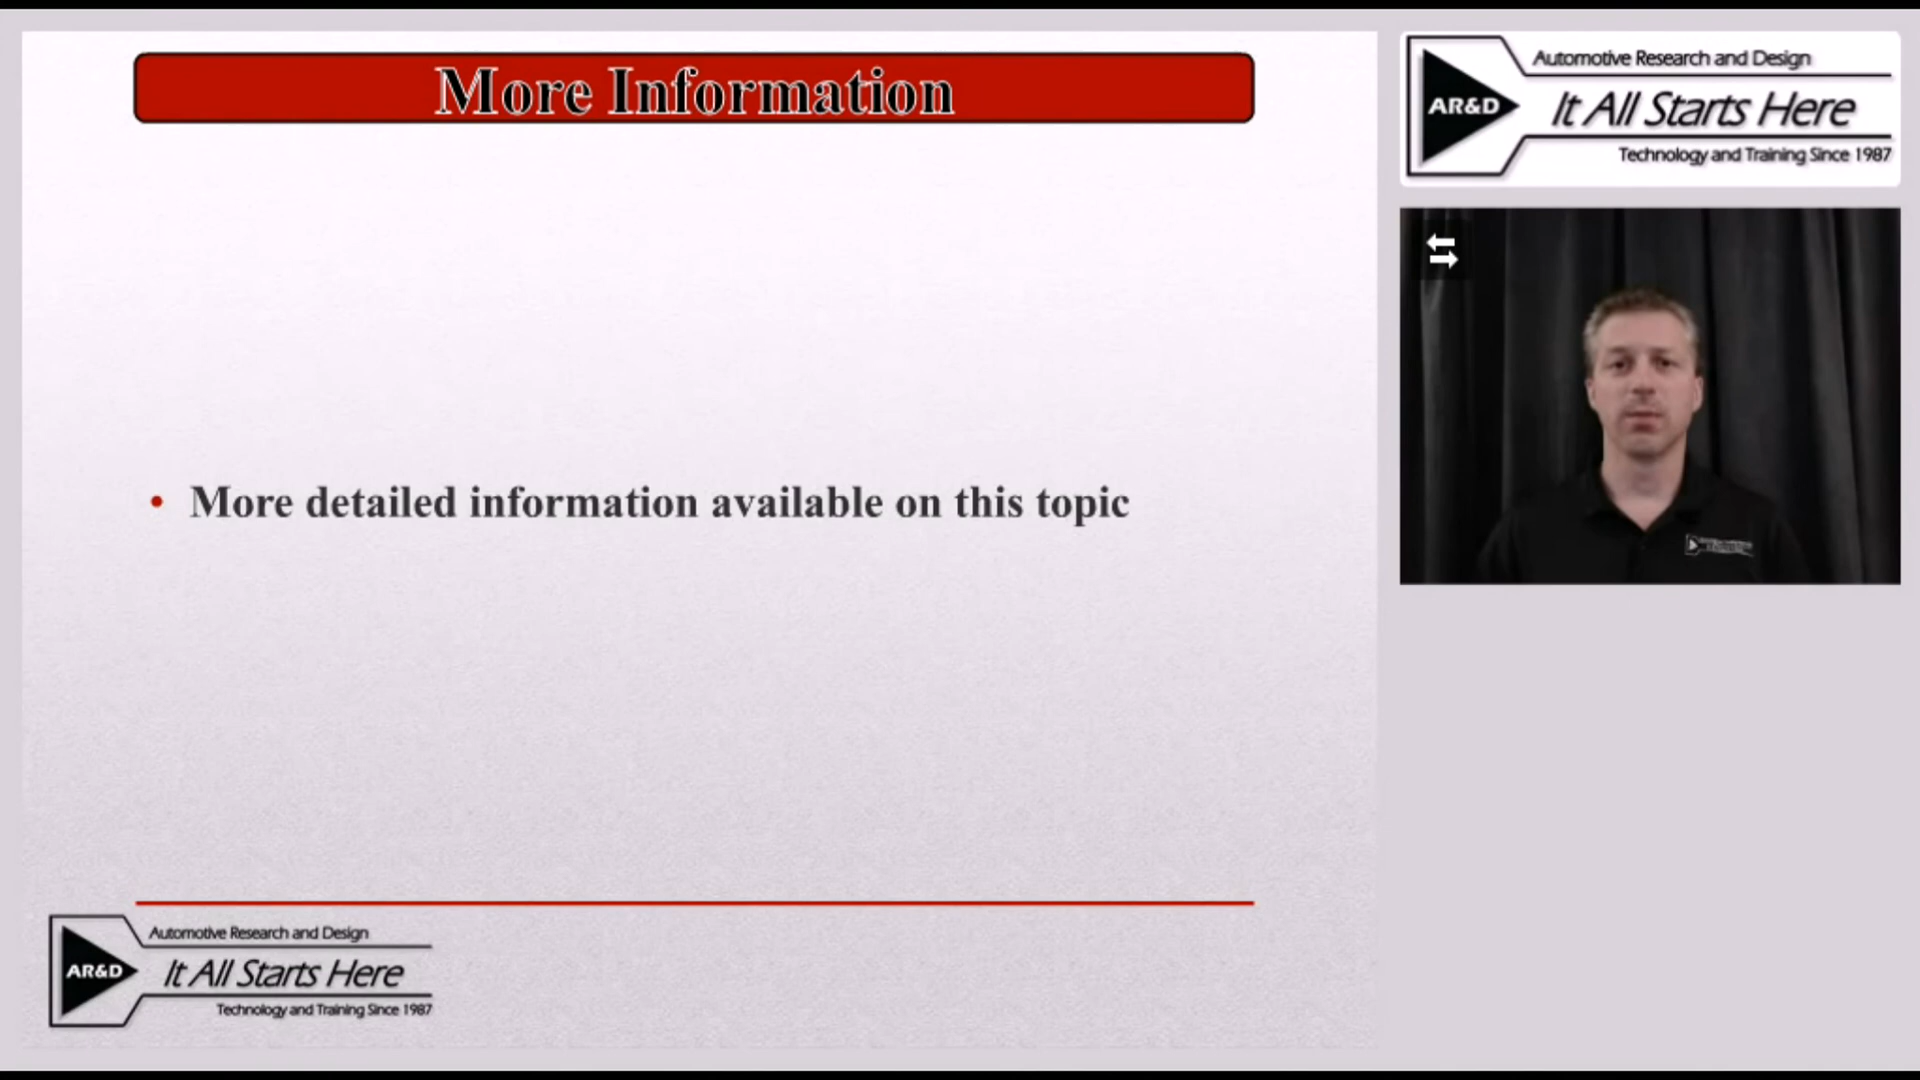 More Information
• More detailed information available on this topic
Automotive Research and Design
AR&D
It All Starts Here
Technology and Training Since 1987
Automotive Research and Design
AR&D
It All Starts Here
Technology and Training Since 1987